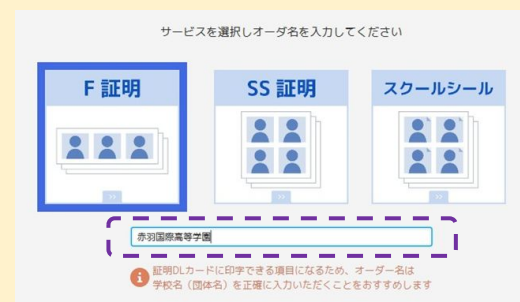 サービスを選択しオーダ名を入力してください
F 証明
SS 証明
スクールシール
赤羽国際高等学園
証明DLカードに印字できる項目になるため、オーダー名は
学校名（団体名）を正確に入力いただくことをおすすめします